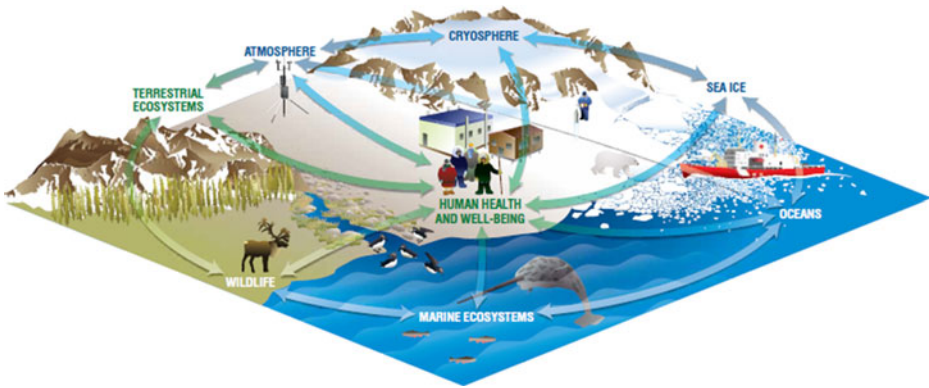 CRYOSPHERE
ATMOSPHERE
SEA ICE
TERRESTRIAL
ECOSYSTEMS
HUMAN HEALTH
AND WELL-BEING
OCEANS
WILDLIFE
MARINE ECOSYSTEMS